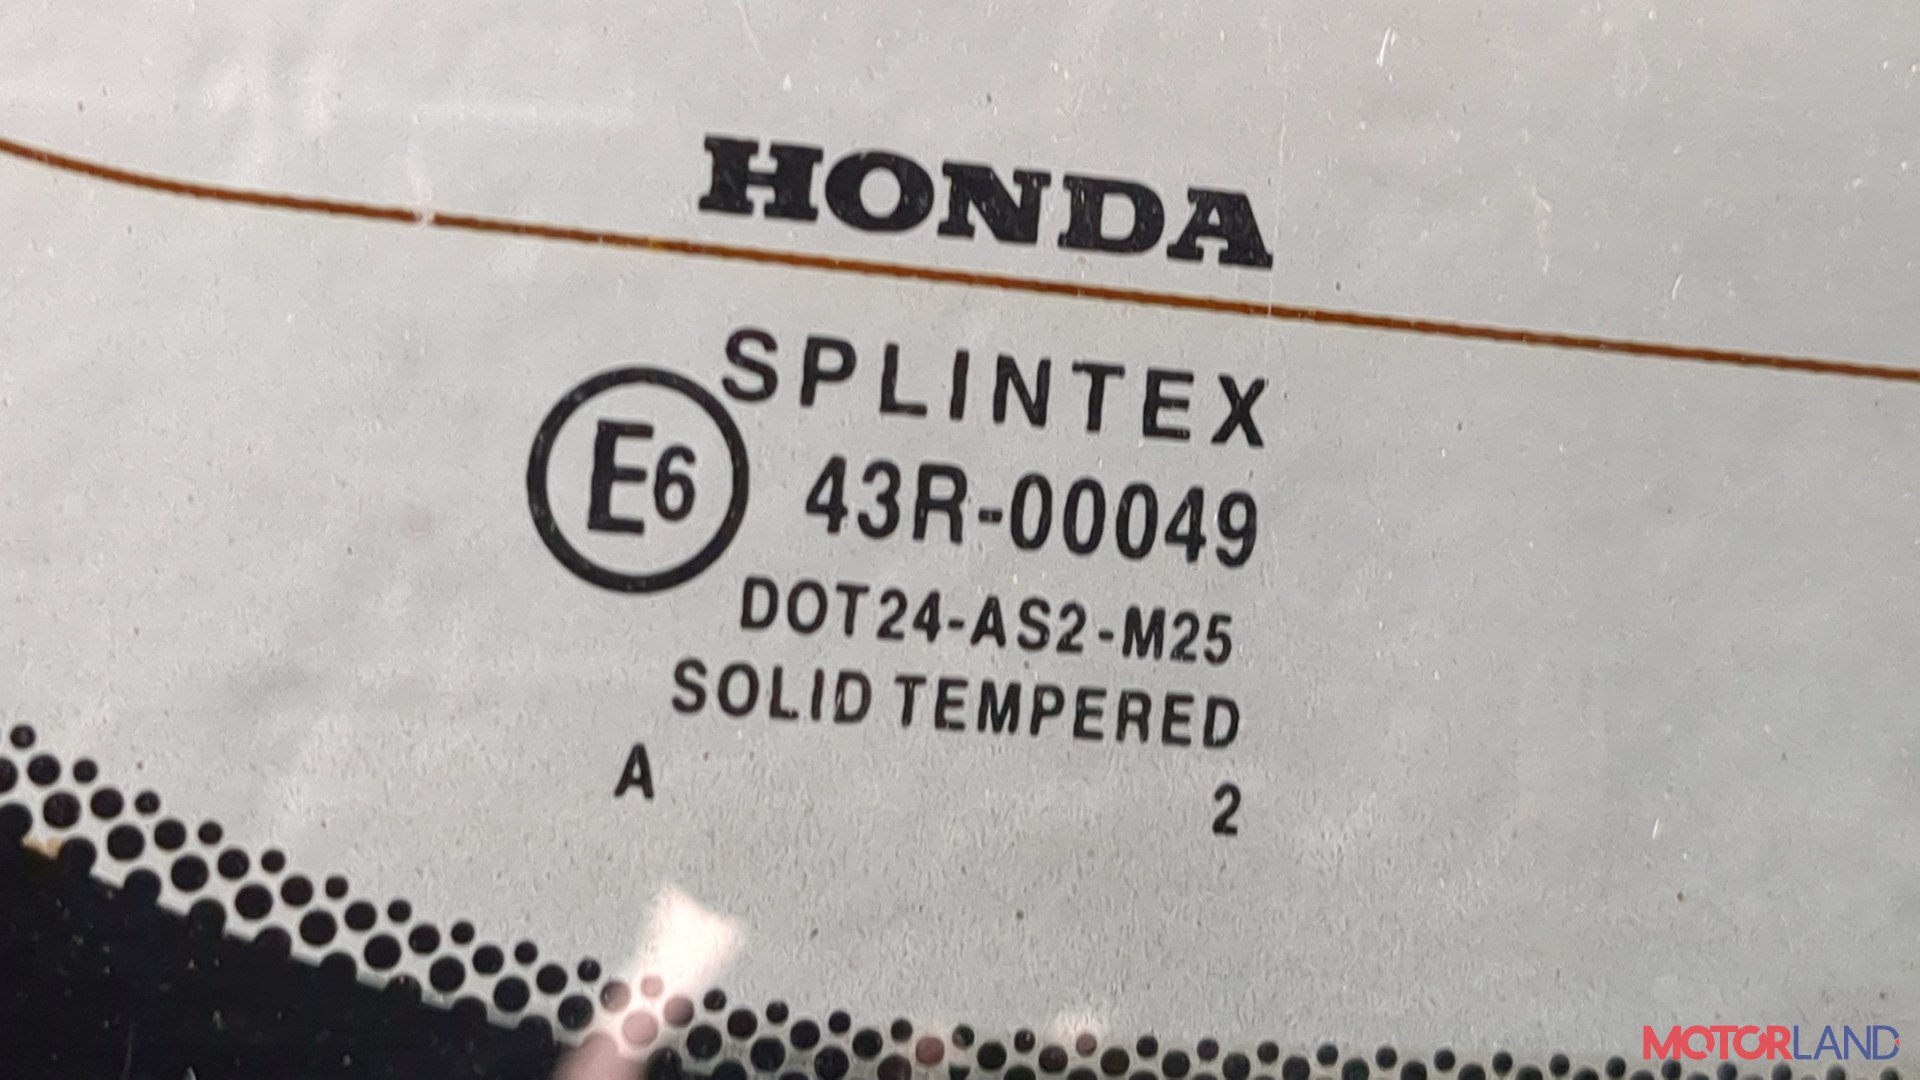 HONDA
SPLINTEX
E6 43R-00049
DOT24-AS2-M25
SOLID TEMPERED
A 2
MOTORLAND